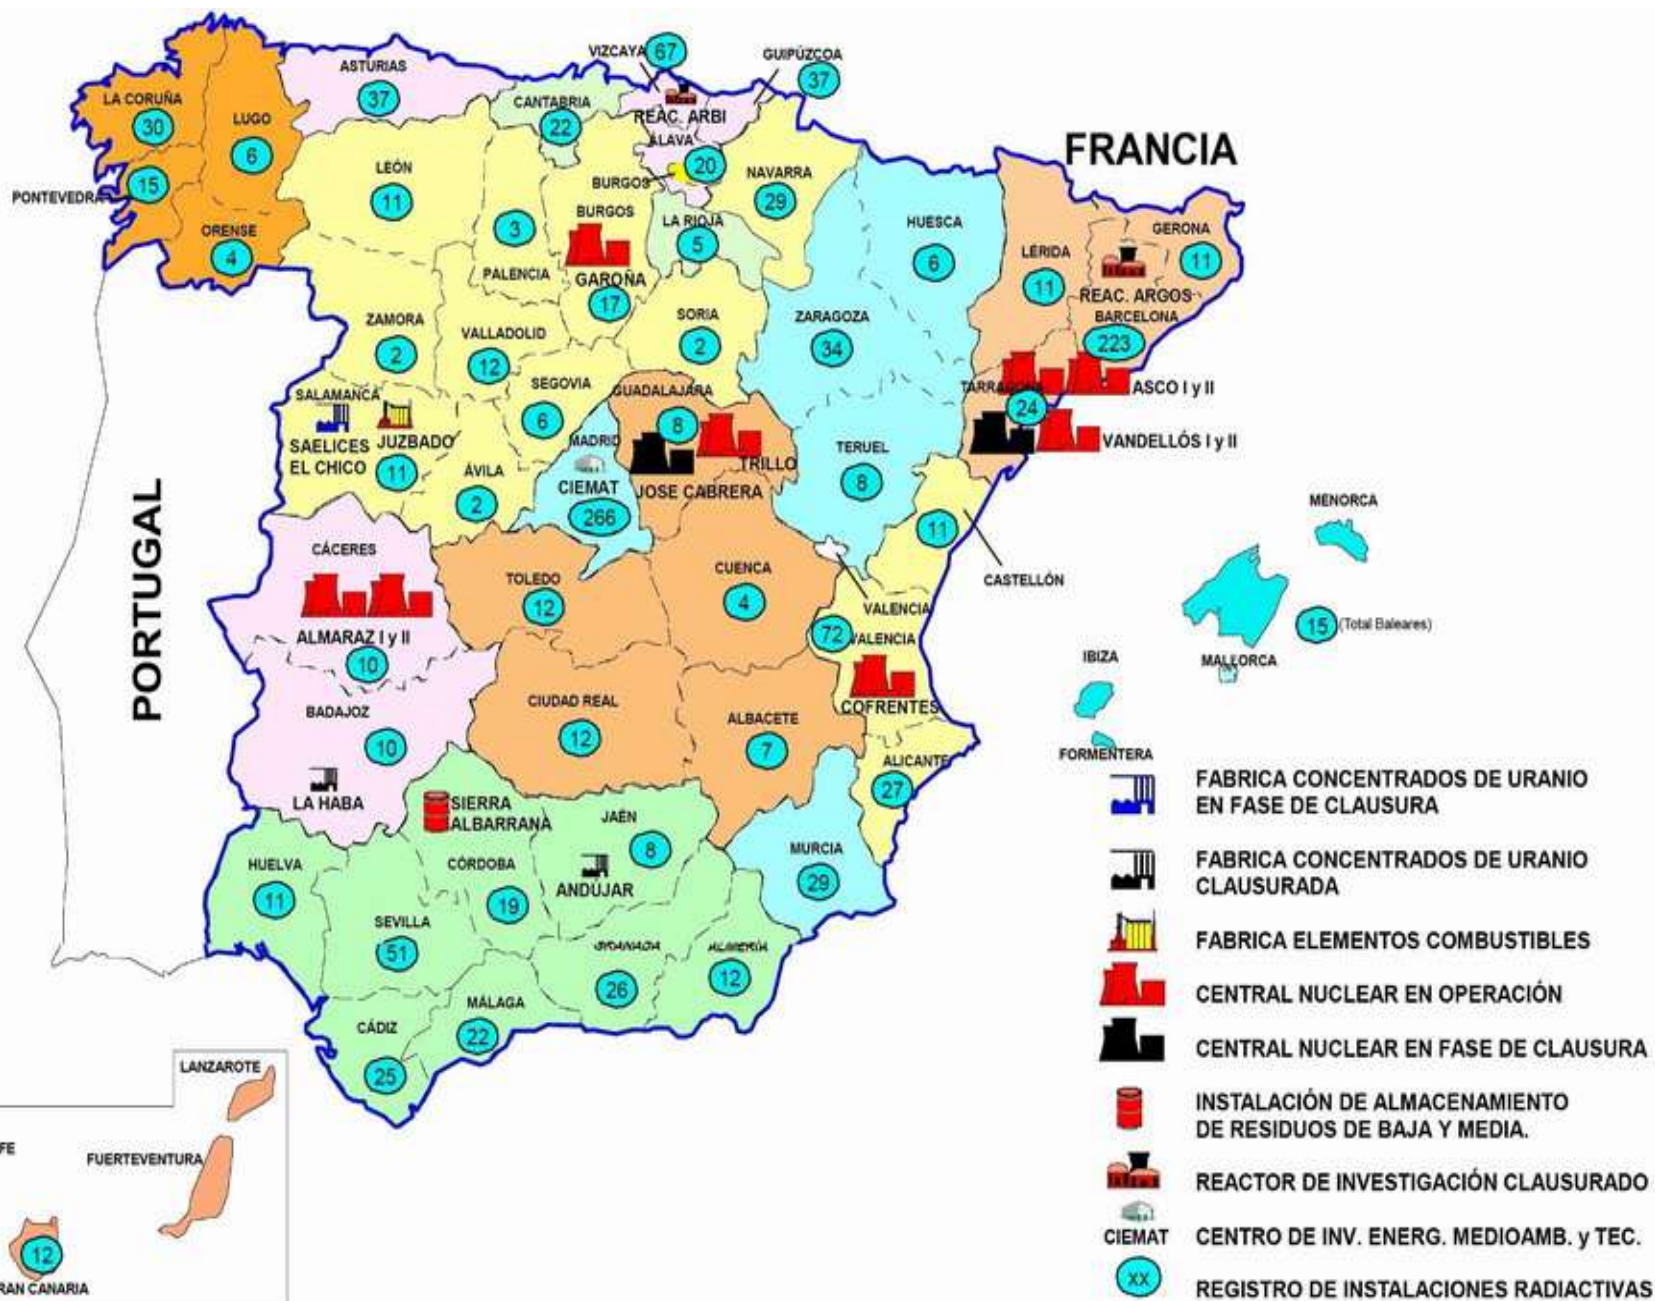 VIZCAYA
67
GUIPÚZCOA
37
ASTURIAS
37
CANTABRIA
22
LA CORUÑA
30
LUGO
6
REAC. ARBI
ÁLAVA
20
FRANCIA
PONTEVEDRA
15
LEÓN
11
BURGOS
NAVARRA
29
ORENSE
4
3
PALENCIA
BURGOS
GAROÑA
17
LA RIOJA
5
HUESCA
6
LÉRIDA
11
GERONA
11
REAC. ARGOS
BARCELONA
223
ZAMORA
2
VALLADOLID
12
SORIA
2
ZARAGOZA
34
SEGOVIA
6
SALAMANCA
SAELICES
EL CHICO
JUZBADO
11
ÁVILA
2
MADRID
CIEMAT
266
GUADALAJARA
8
TRILLO
JOSE CABRERA
TERUEL
8
TARRAGONA
24
ASCO I y II
VANDELLÓS I y II
PORTUGAL
11
CASTELLÓN
MENORCA
CÁCERES
ALMARAZ I y II
10
TOLEDO
12
CUENCA
4
VALENCIA
72
VALENCIA
COFRENTES
15 (Total Baleares)
MALLORCA
IBIZA
FORMENTERA
BADAJOZ
10
LA HABA
CIUDAD REAL
12
ALBACETE
7
ALICANTE
27
SIERRA
ALBARRANA
JAÉN
8
ANDÚJAR
MURCIA
29
HUELVA
11
CÓRDOBA
19
SEVILLA
51
GRANADA
26
ALMERÍA
12
MÁLAGA
22
CÁDIZ
25
LANZAROTE
FE
FUERTEVENTURA
12
RAN CANARIA
FABRICA CONCENTRADOS DE URANIO
EN FASE DE CLAUSURA
FABRICA CONCENTRADOS DE URANIO
CLAUSURADA
FABRICA ELEMENTOS COMBUSTIBLES
CENTRAL NUCLEAR EN OPERACIÓN
CENTRAL NUCLEAR EN FASE DE CLAUSURA
INSTALACIÓN DE ALMACENAMIENTO
DE RESIDUOS DE BAJA Y MEDIA.
REACTOR DE INVESTIGACIÓN CLAUSURADO
CIEMAT
CENTRO DE INV. ENERG. MEDIOAMB. y TEC.
XX
REGISTRO DE INSTALACIONES RADIACTIVAS